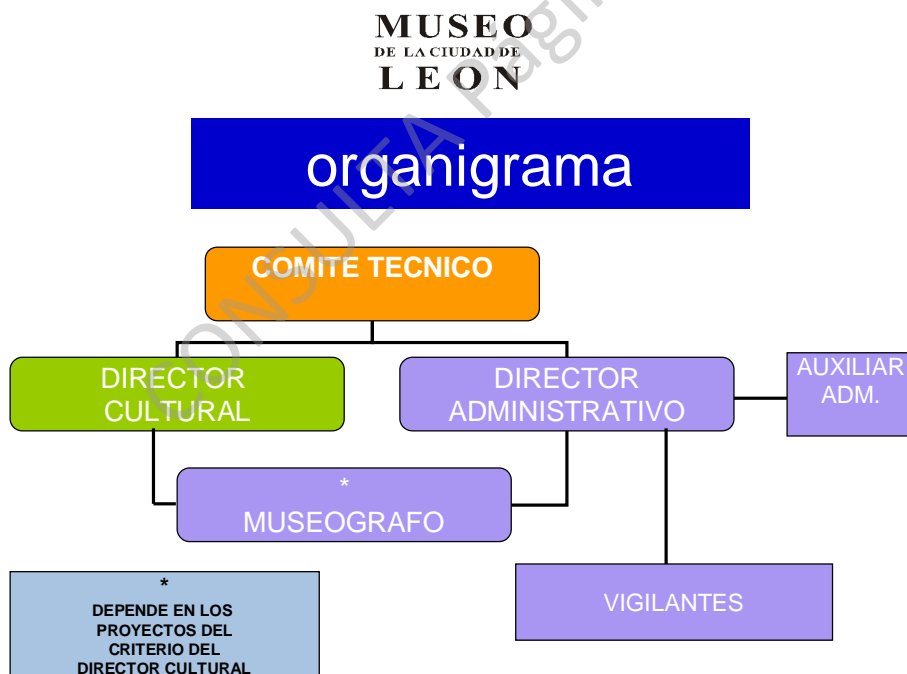 MUSEO
DE LA CIUDAD DE
LEON
organigrama
COMITE TECNICO
DIRECTOR
CULTURAL
DIRECTOR
ADMINISTRATIVO
AUXILIAR
ADM.
*
MUSEOGRAFO
*
DEPENDE EN LOS
PROYECTOS DEL
CRITERIO DEL
DIRECTOR CULTURAL
VIGILANTES
CONSULTA